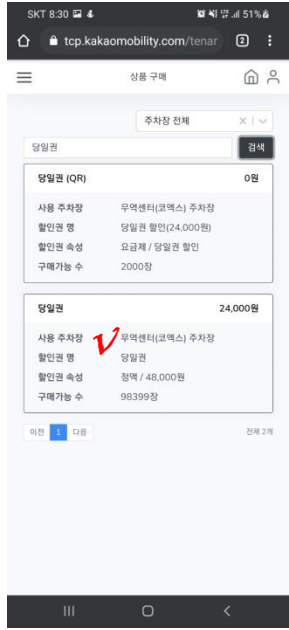 SKT 8:30 51%
tcp.kakaomobility.com/tenar 2
상품 구매
주차장 전체
당일권 검색
당일권 (QR) 0원
사용 주차장 무역센터(코엑스) 주차장
할인권 명 당일권 할인(24,000원)
할인권 속성 요금제 / 당일권 할인
구매가능 수 2000장
당일권 24,000원
사용 주차장 무역센터(코엑스) 주차장
할인권 명 당일권
할인권 속성 정액 / 48,000원
구매가능 수 98399장
이전 1 다음 전체 2개